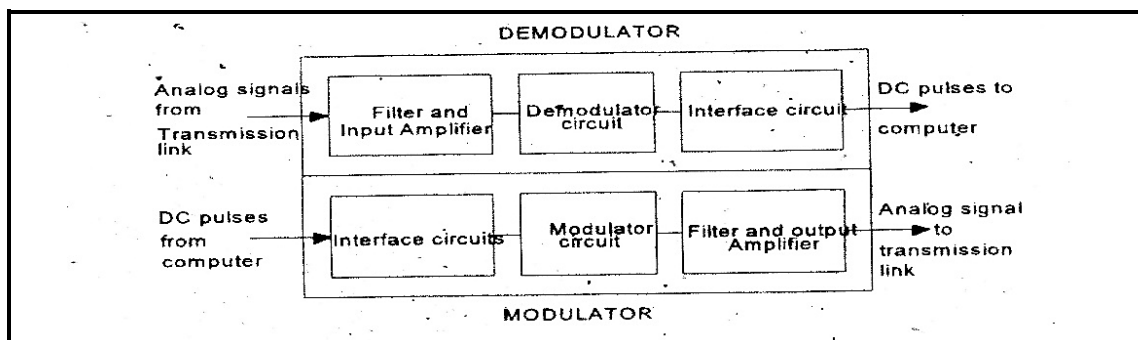 DEMODULATOR
Analog signals
from
Transmission
link
Filter and
Input Amplifier
Demodulator
circuit
Interface circuit
DC pulses to
computer
DC pulses
from
computer
Interface circuits
Modulator
circuit
Filter and output
Amplifier
Analog signal
to
transmission
link
MODULATOR